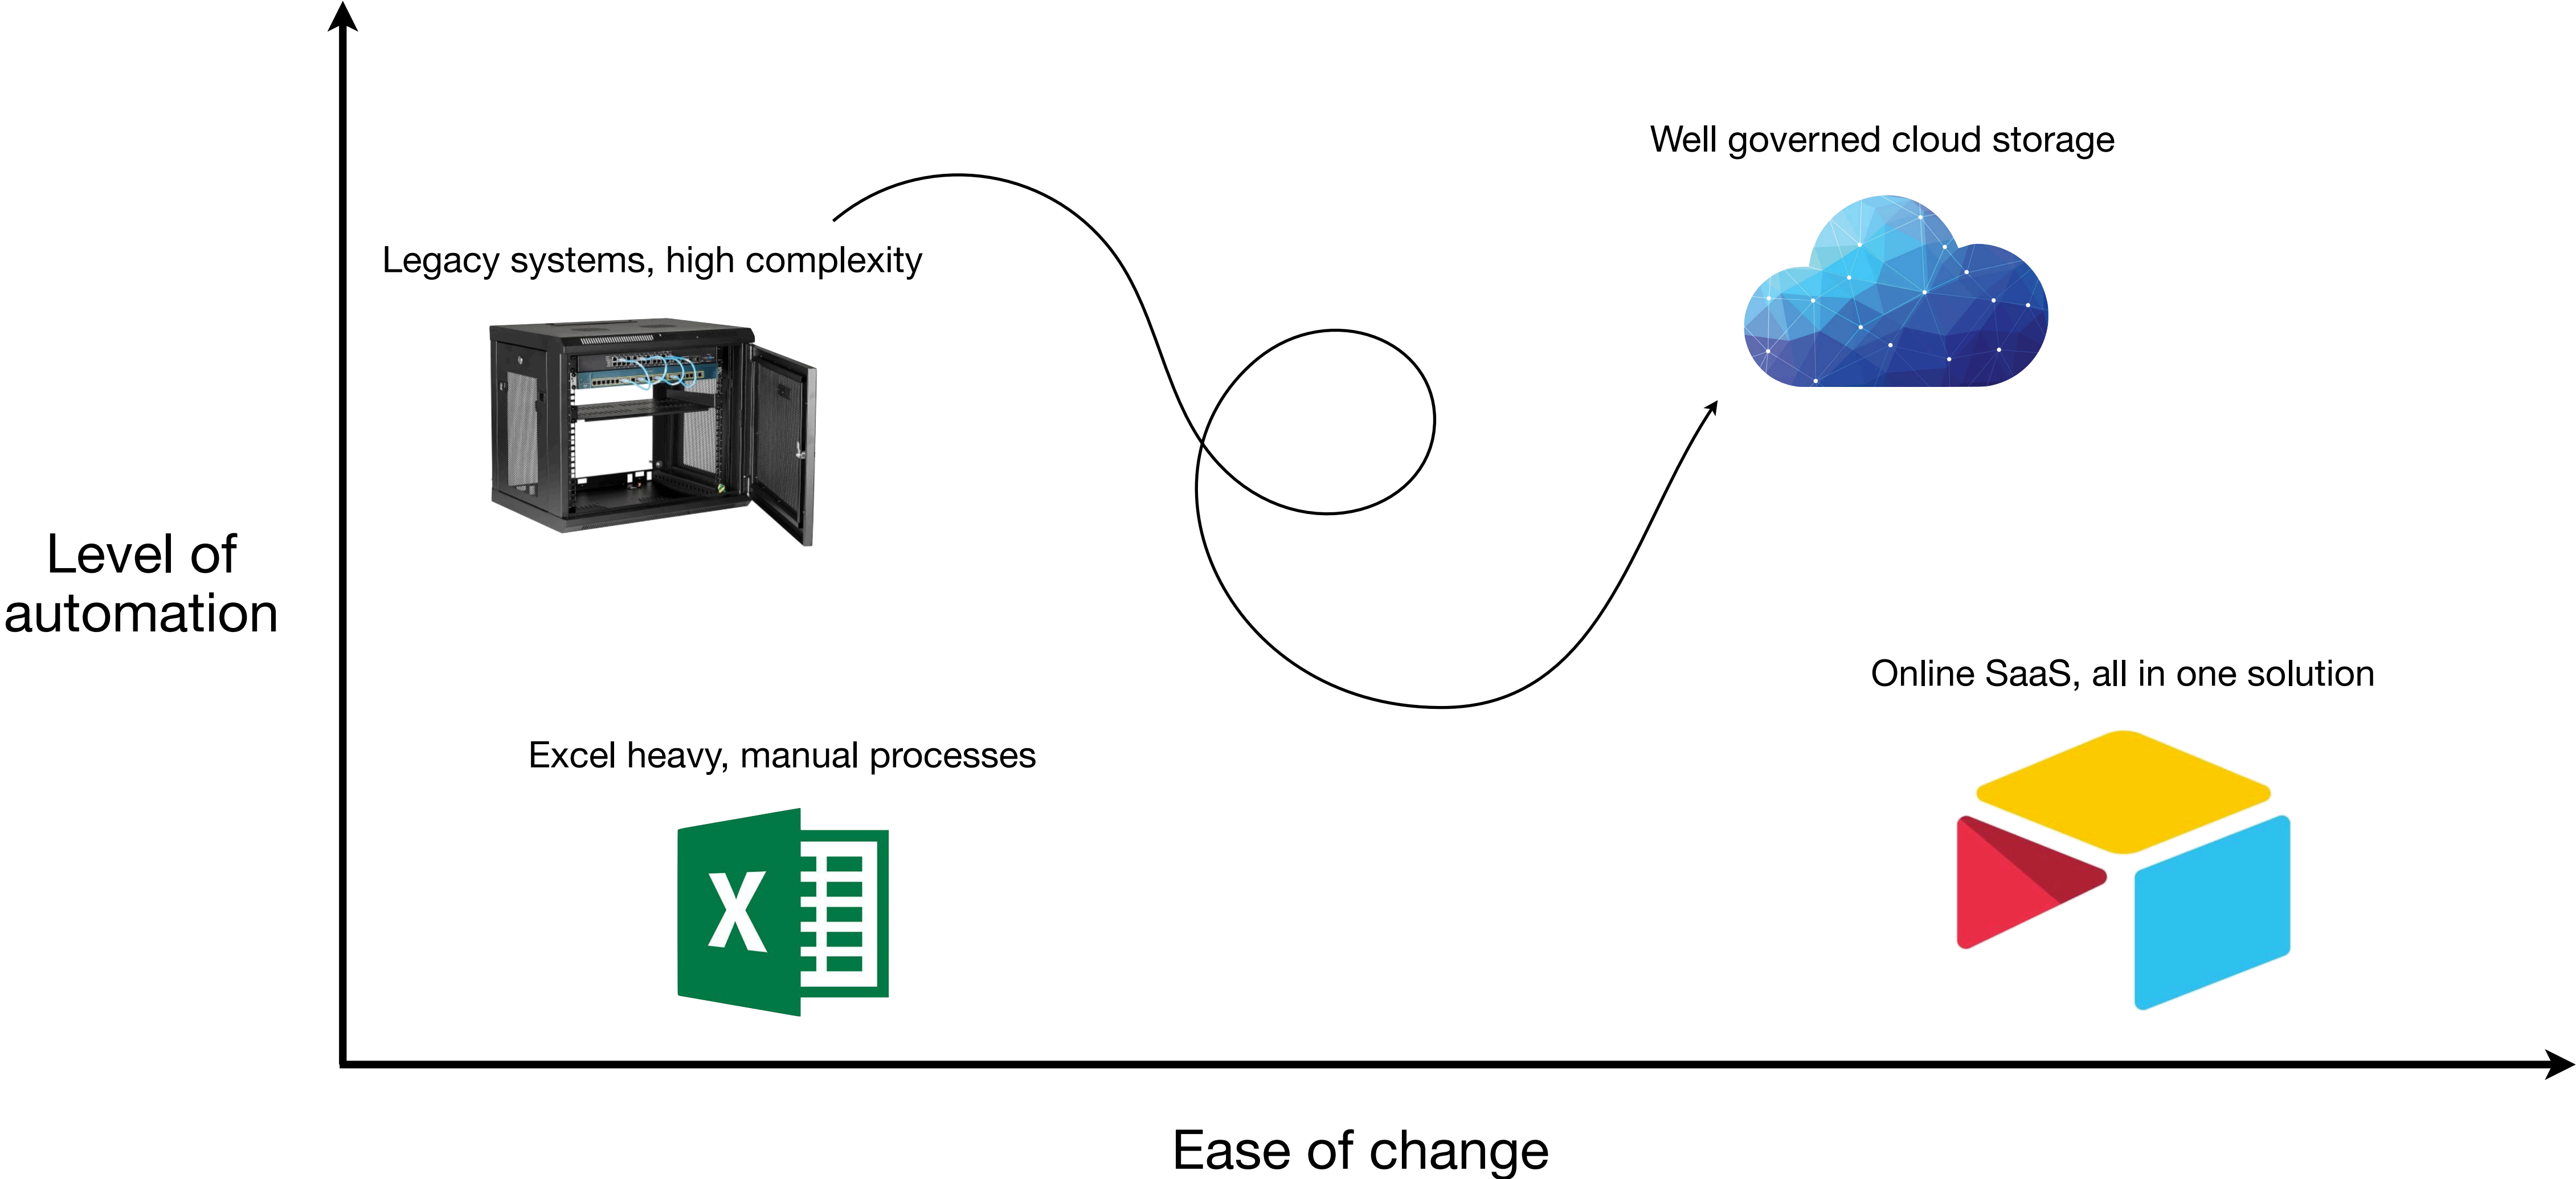 Well governed cloud storage
Legacy systems, high complexity
Level of
automation
Online SaaS, all in one solution
Excel heavy, manual processes
X
Ease of change